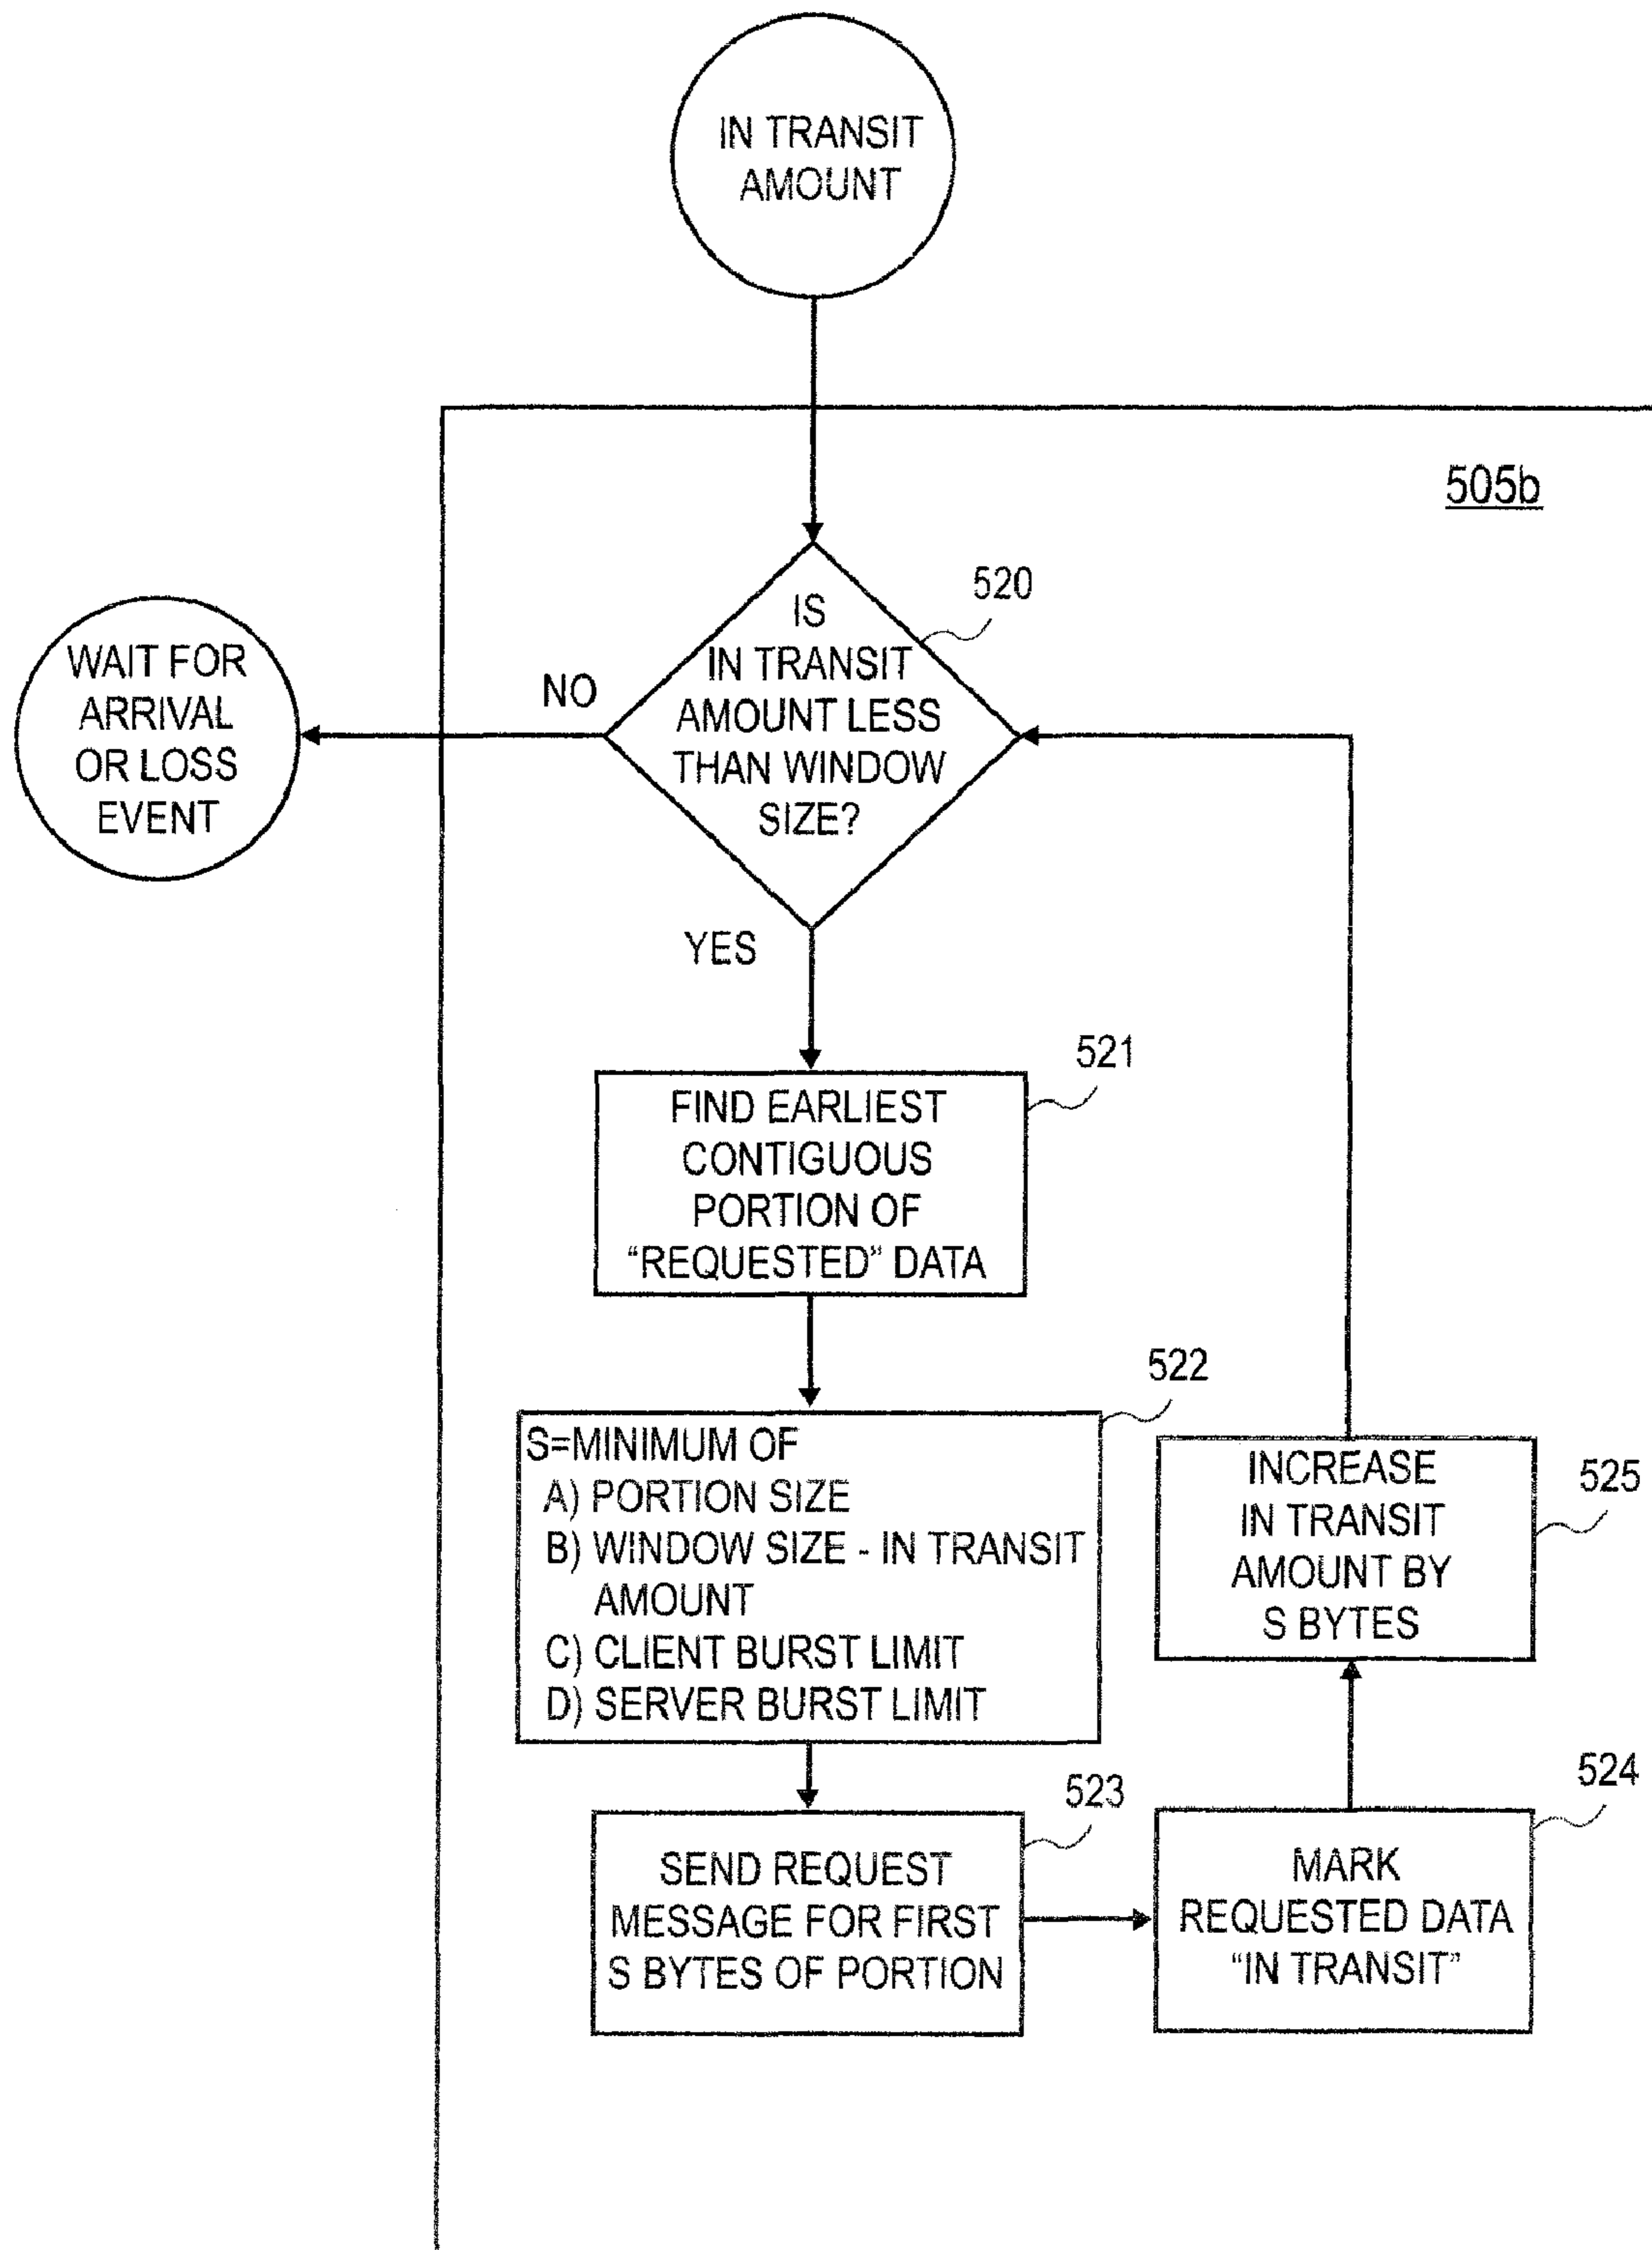 IN TRANSIT
AMOUNT
505b
520
IS
IN TRANSIT
AMOUNT LESS
THAN WINDOW
SIZE?
NO
WAIT FOR
ARRIVAL
OR LOSS
EVENT
YES
521
FIND EARLIEST
CONTIGUOUS
PORTION OF
“REQUESTED” DATA
522
S=MINIMUM OF
A) PORTION SIZE
B) WINDOW SIZE - IN TRANSIT
AMOUNT
C) CLIENT BURST LIMIT
D) SERVER BURST LIMIT
523
SEND REQUEST
MESSAGE FOR FIRST
S BYTES OF PORTION
524
MARK
REQUESTED DATA
“IN TRANSIT”
525
INCREASE
IN TRANSIT
AMOUNT BY
S BYTES